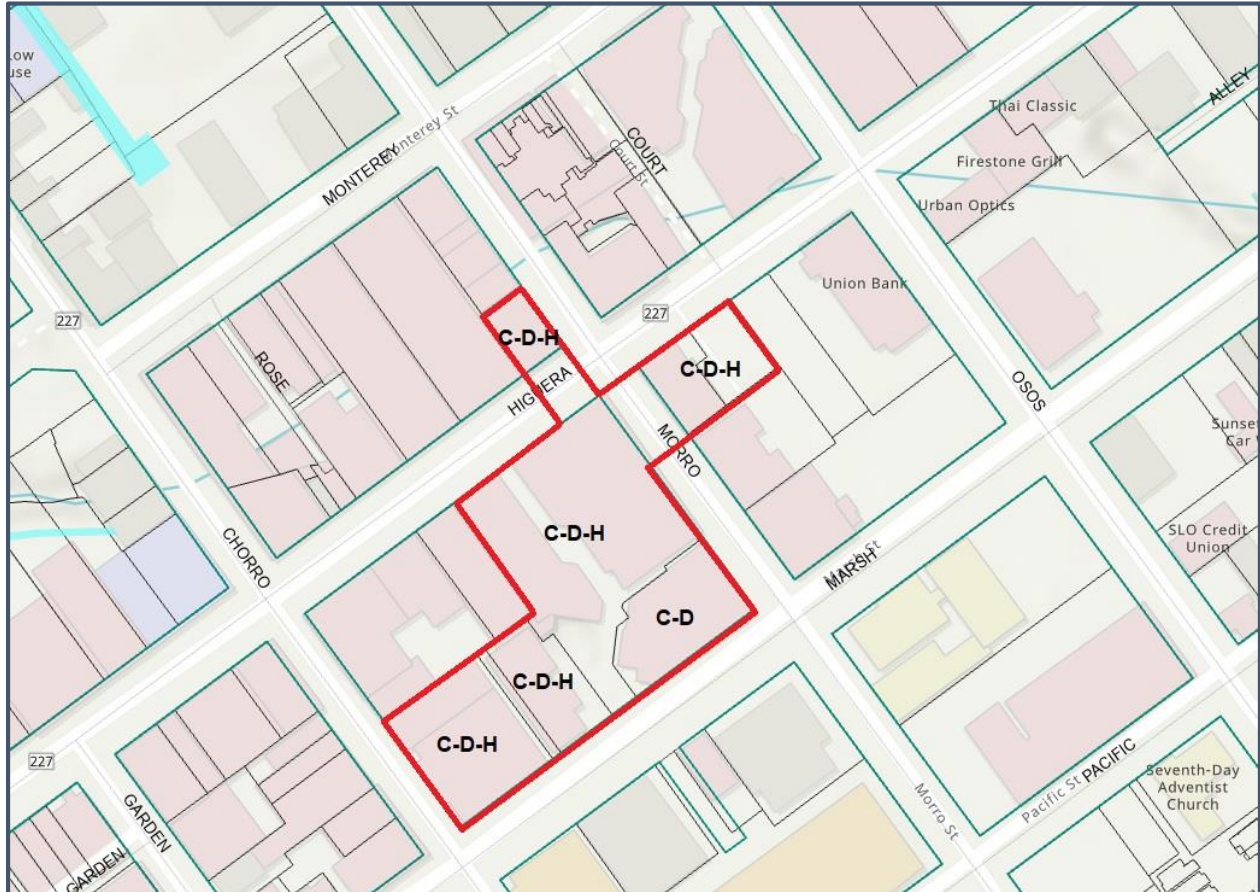 Low
use
Thai Classic
ALLEY
COURT
Court St
Monterey St
MONTEREY
Firestone Grill
Urban Optics
Union Bank
227
227
C-D-H
C-D-H
ROSE
HIGUERA
OSOS
MORRO
Sunset
Car
CHORRO
C-D-H
SLO Credit
Union
Marsh St
MARSH
C-D
C-D-H
C-D-H
227
Seventh-Day
Adventist
Church
PACIFIC
Pacific St
Morro St
GARDEN
GARDEN